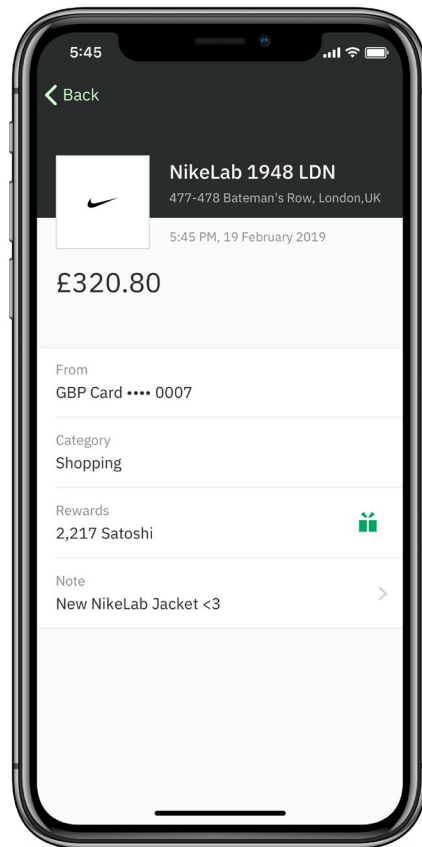 5:45
Back
NikeLab 1948 LDN
477-478 Bateman's Row, London,UK
5:45 PM, 19 February 2019
£320.80
From
GBP Card •••• 0007
Category
Shopping
Rewards
2,217 Satoshi
Note
New NikeLab Jacket <3